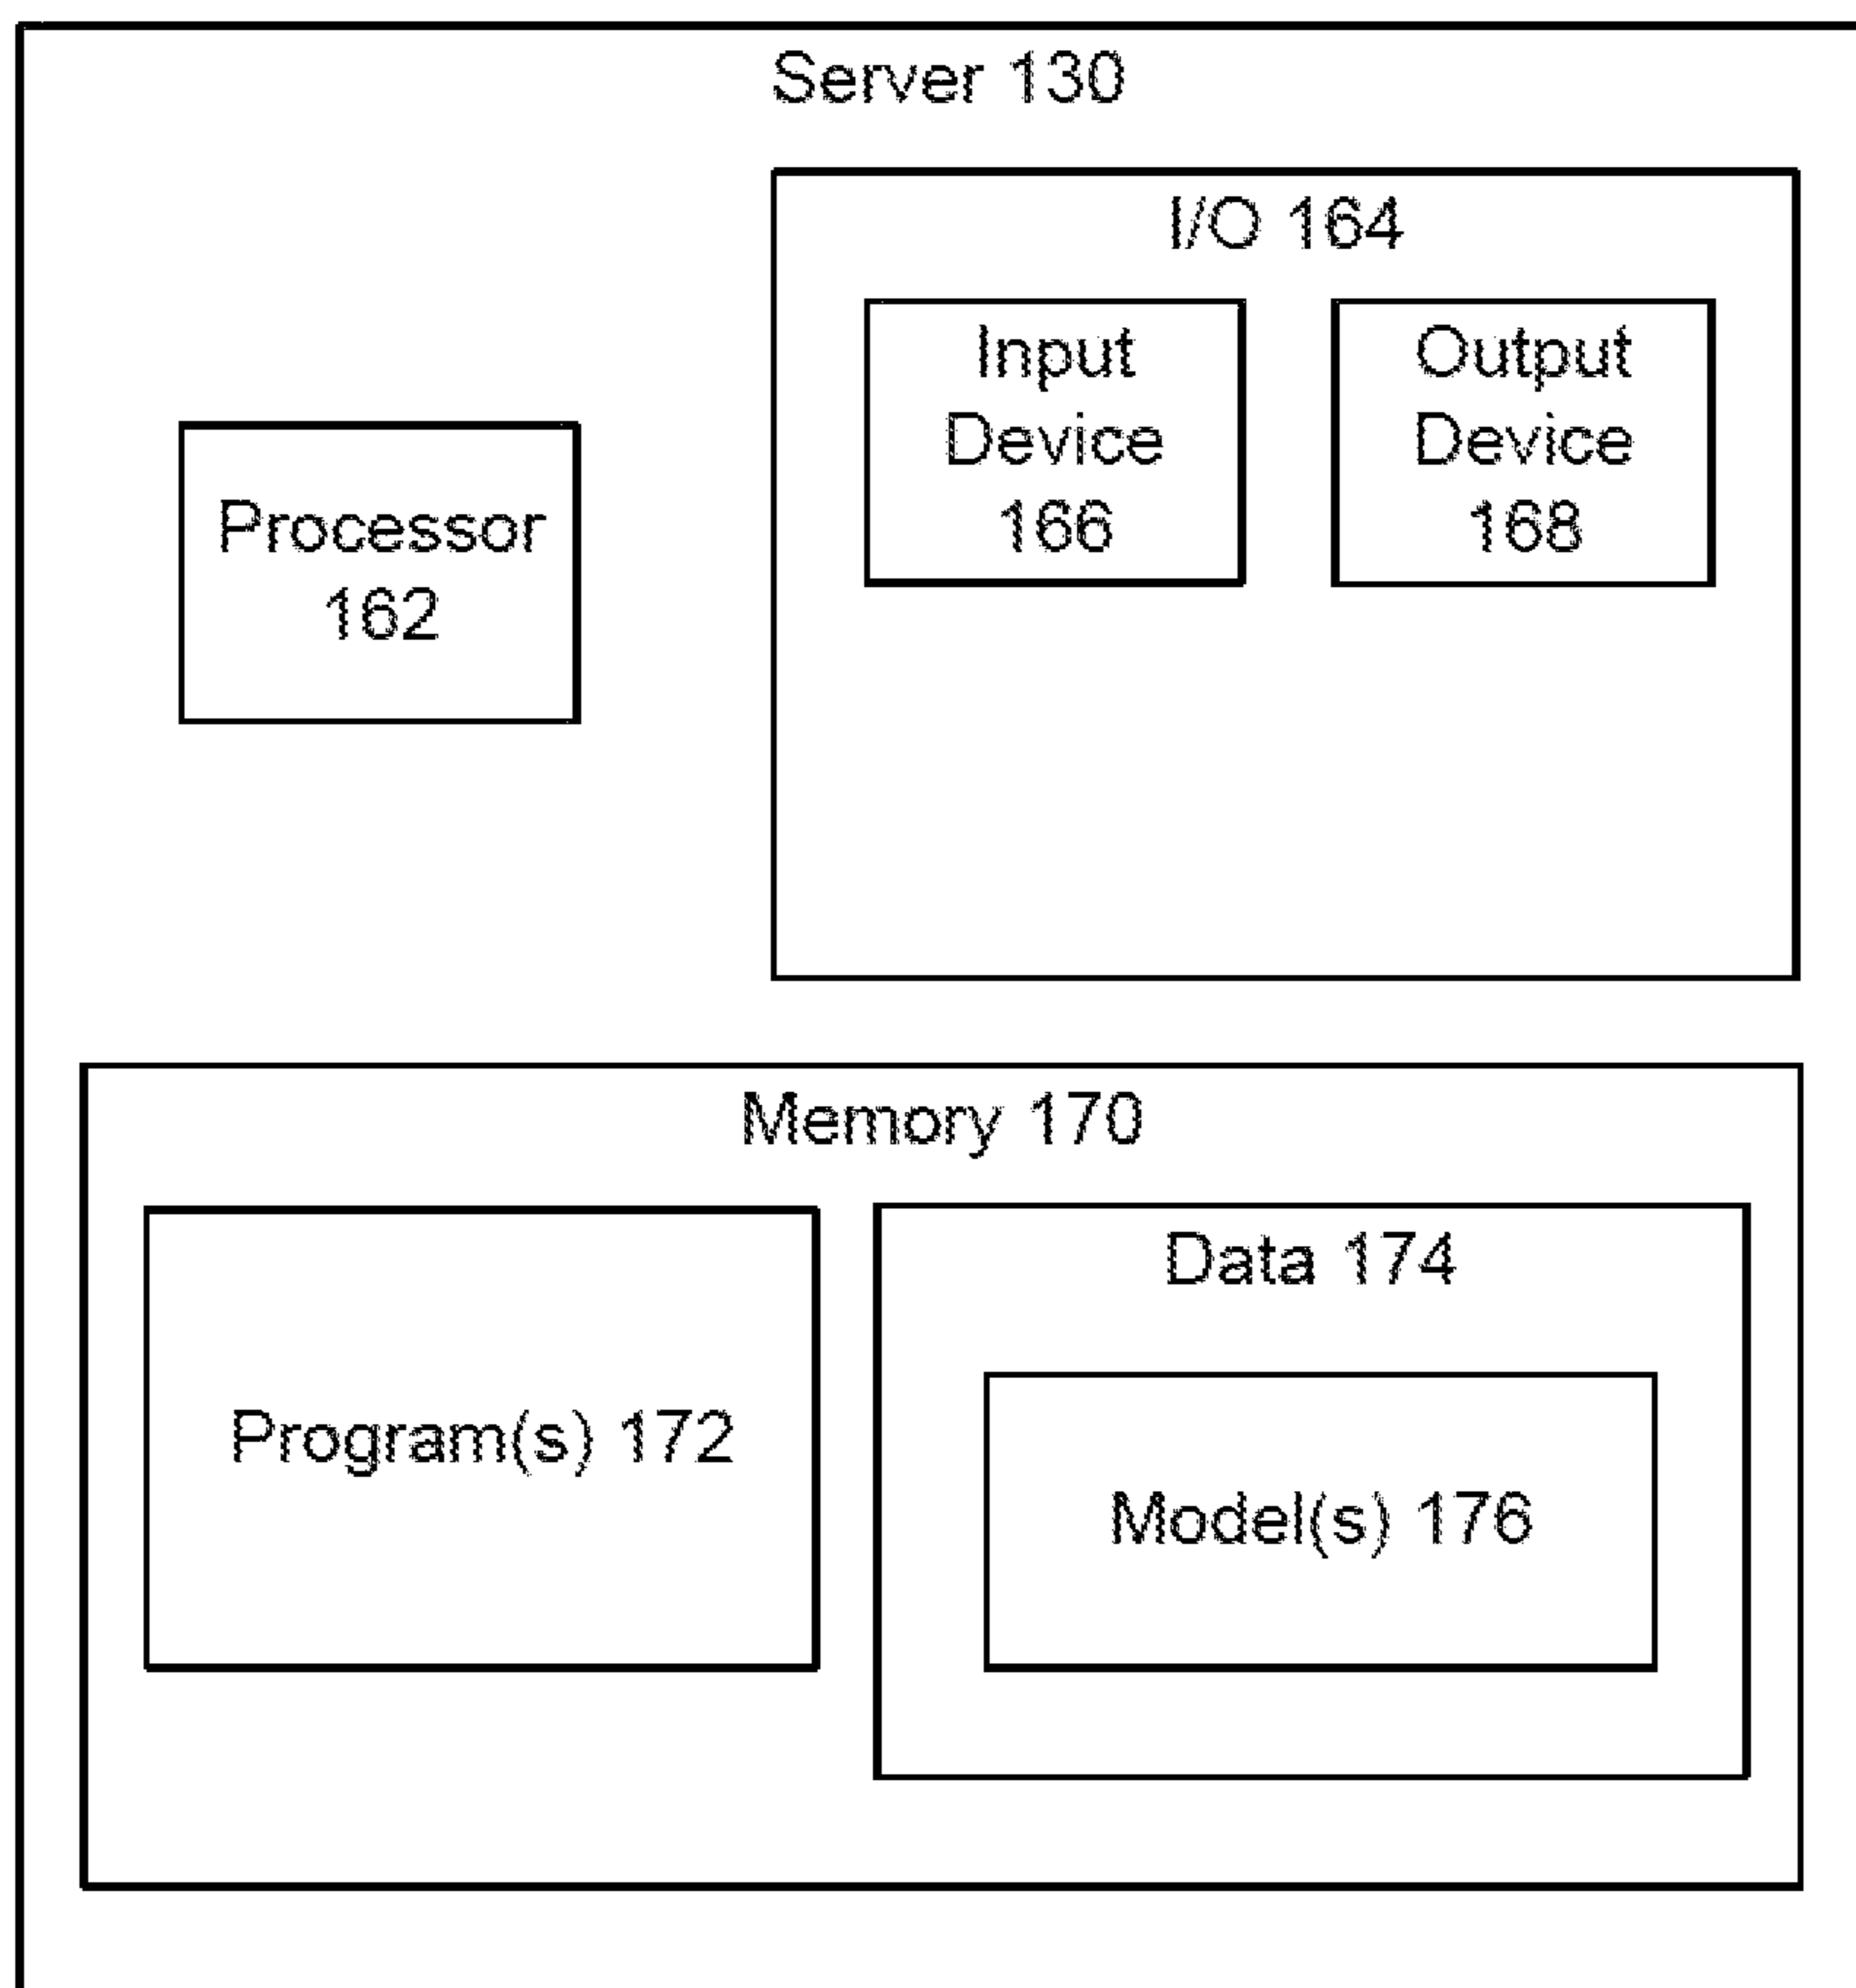 Server 130
I/O 164
Input
Device
166
Output
Device
168
Processor
162
Memory 170
Program(s) 172
Data 174
Model(s) 176